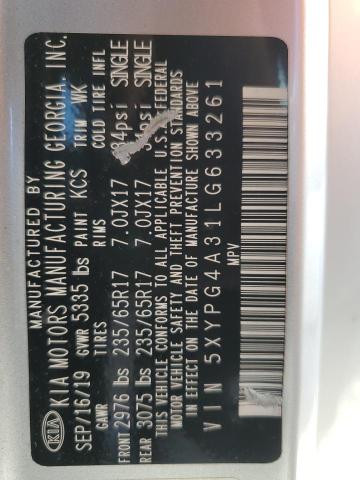 KIA
MANUFACTURED BY
KIA MOTORS MANUFACTURING GEORGIA, INC.
SEP/16/19 GVWR 5335 lbs PAINT KCS TRIM WK
GAWR TIRES RIMS COLD TIRE INFL
FRONT 2976 lbs 235/65R17 7.0JX17 34psi SINGLE
REAR 3075 lbs 235/65R17 7.0JX17 34psi SINGLE
THIS VEHICLE CONFORMS TO ALL APPLICABLE U.S. FEDERAL
MOTOR VEHICLE SAFETY AND THEFT PREVENTION STANDARDS
IN EFFECT ON THE DATE OF MANUFACTURE SHOWN ABOVE
VIN 5XYPG4A31LG633261
MPV